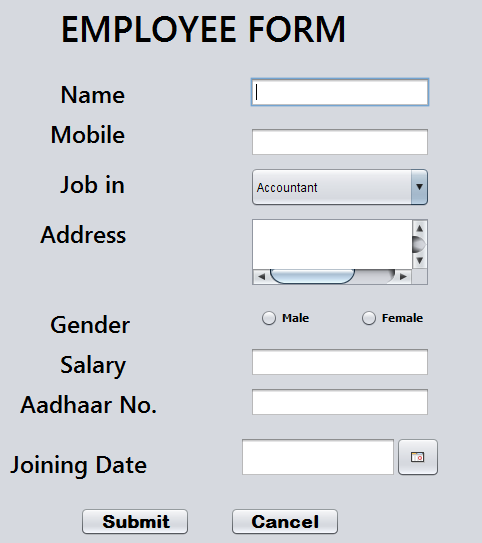 EMPLOYEE FORM
Name
Mobile
Job in Accountant
Address
Gender Male Female
Salary
Aadhaar No.
Joining Date
Submit Cancel